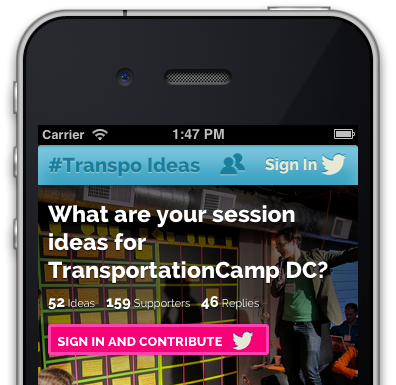 Carrier 1:47 PM
#Transpo Ideas Sign In
What are your session
ideas for
TransportationCamp DC?
52 Ideas 159 Supporters 46 Replies
SIGN IN AND CONTRIBUTE